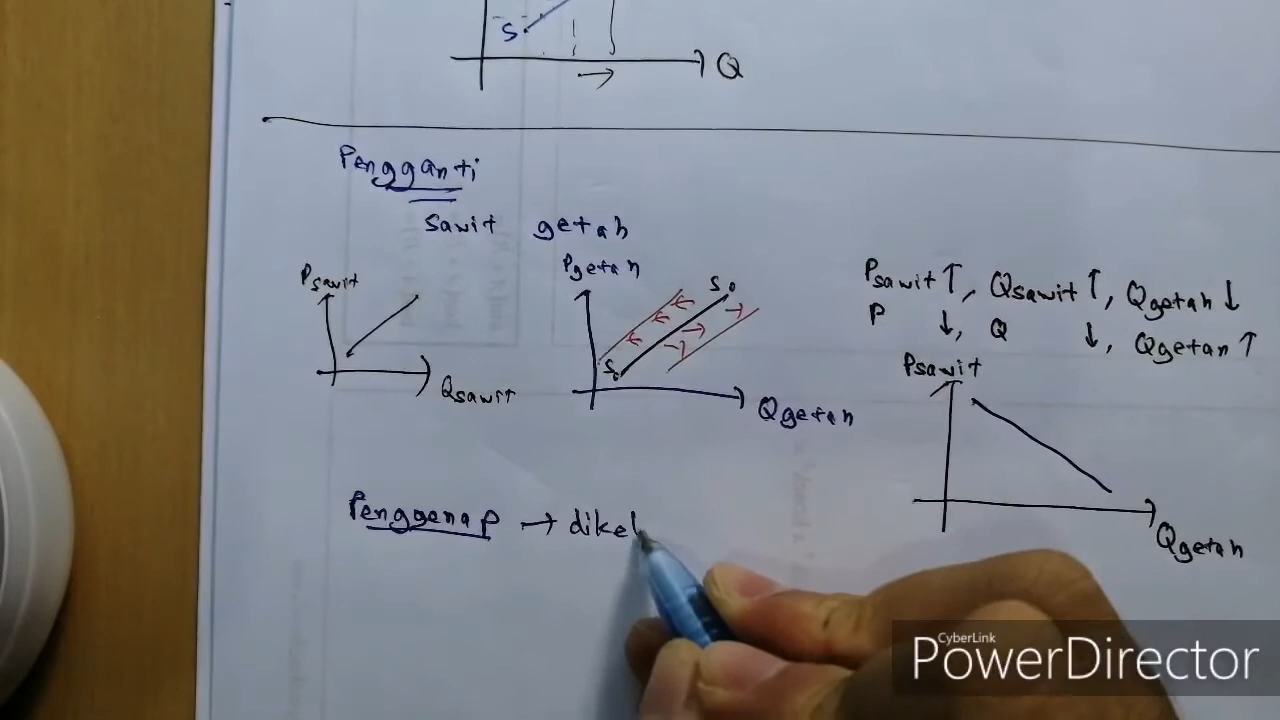 S
→ Q
Pengganti
Sawit getah
Psawit
Qsawit
Pgetah
S0
S0
Qgetah
Psawit ↑, Qsawit ↑, Qgetah ↓
P ↓, Q ↓, Qgetah ↑
Psawit
Qgetah
Penggenap → dikel
CyberLink
PowerDirector